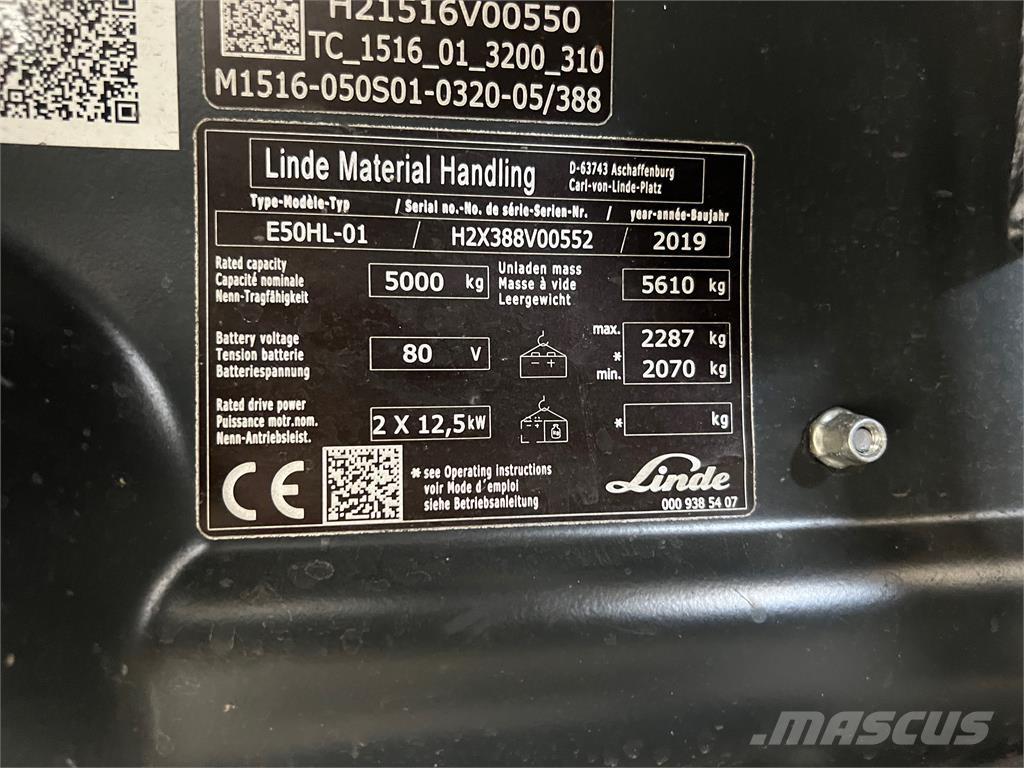 H21516V00550
TC_1516_01_3200_310
M1516-050S01-0320-05/388
Linde Material Handling
D-63743 Aschaffenburg
Carl-von-Linde-Platz
Type-Modèle-Typ / Serial no.-No. de série-Serien-Nr. / year-année-Baujahr
E50HL-01 / H2X388V00552 / 2019
Rated capacity
Capacité nominale
Nenn-Tragfähigkeit
5000 kg
Unladen mass
Masse à vide
Leergewicht
5610 kg
Battery voltage
Tension batterie
Batteriespannung
80 V
- +
max. 2287 kg
*
min. 2070 kg
Rated drive power
Puissance motr.nom.
Nenn-Antriebsleist.
2 X 12,5kW
kg
* kg
CE
* see Operating instructions
voir Mode d'emploi
siehe Betriebsanleitung
Linde
000 938 54 07
MASCUS